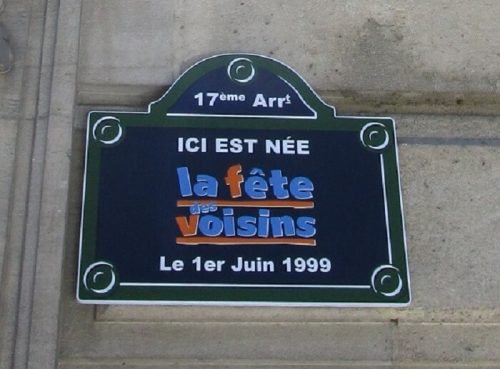 17ème Arrt
ICI EST NÉE
la fête
des
voisins
Le 1er Juin 1999